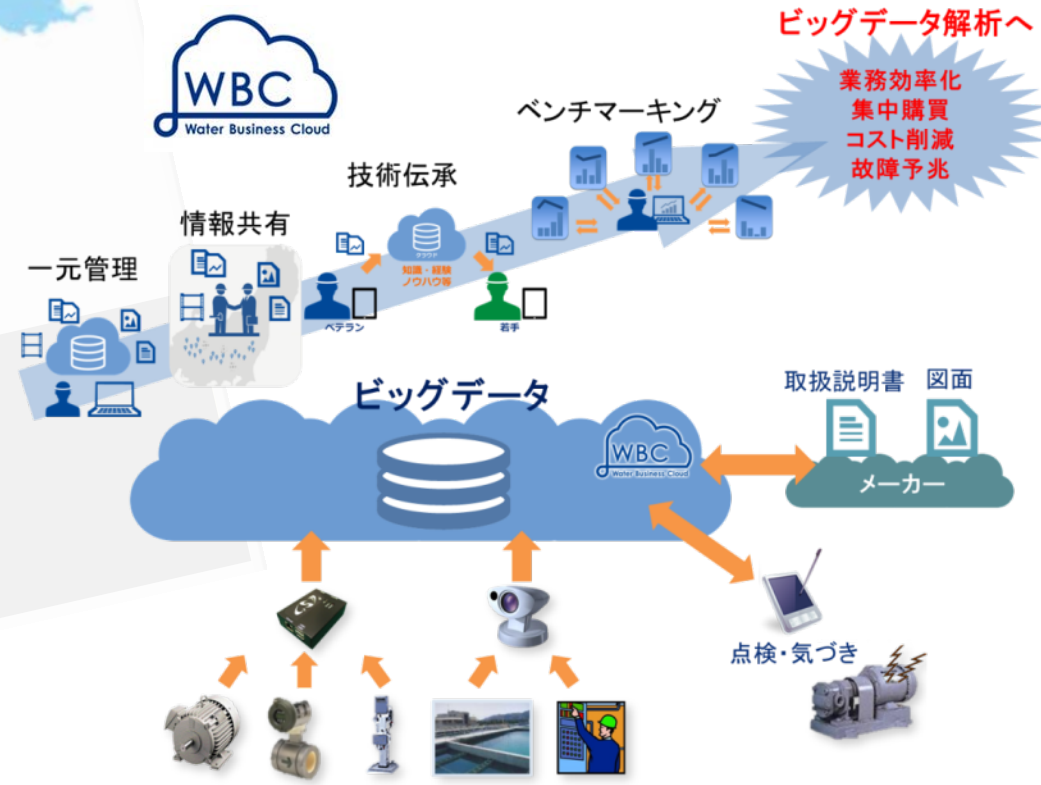 ビッグデータ解析へ
業務効率化
集中購買
コスト削減
故障予兆
WBC
Water Business Cloud
ベンチマーキング
技術伝承
クラウド
知識・経験
ノウハウ等
ベテラン
若手
情報共有
一元管理
ビッグデータ
WBC
Water Business Cloud
取扱説明書
図面
メーカー
点検・気づき